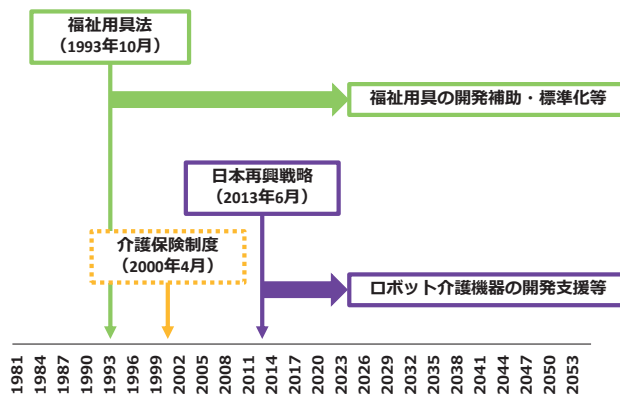 福祉用具法
（1993年10月）
福祉用具の開発補助・標準化等
日本再興戦略
（2013年6月）
介護保険制度
（2000年4月）
ロボット介護機器の開発支援等
1981 1984 1987 1990 1993 1996 1999 2002 2005 2008 2011 2014 2017 2020 2023 2026 2029 2032 2035 2038 2041 2044 2047 2050 2053